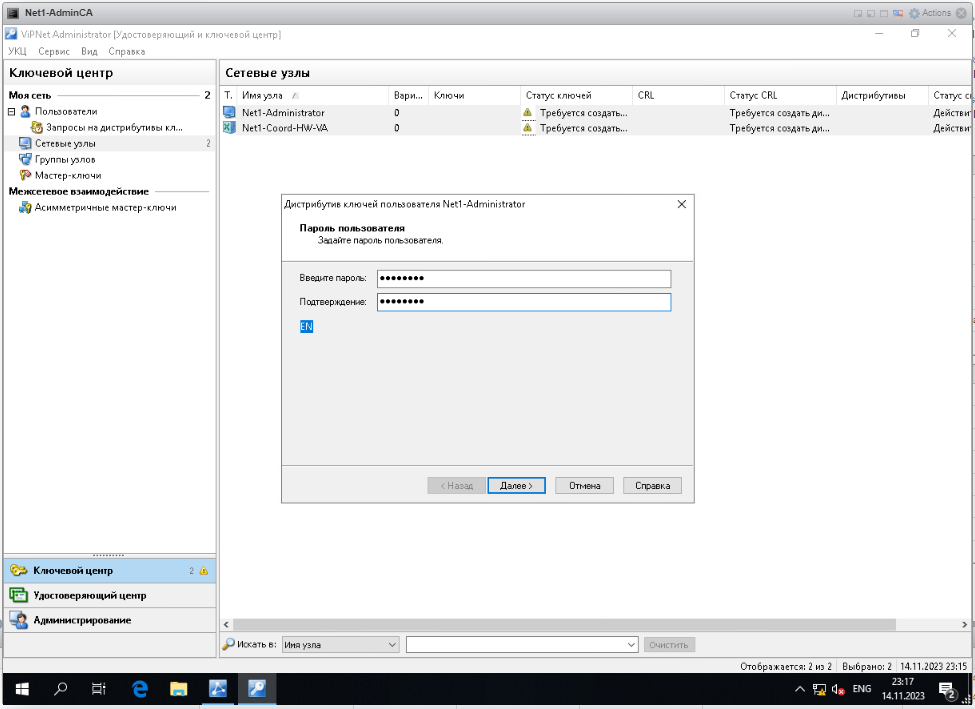 Net1-AdminCA
Actions
ViPNet Administrator [Удостоверяющий и ключевой центр]
УКЦ Сервис Вид Справка
Ключевой центр
Сетевые узлы
Моя сеть 2
Пользователи
Запросы на дистрибутивы кл...
Сетевые узлы 2
Группы узлов
Мастер-ключи
Межсетевое взаимодействие
Асимметричные мастер-ключи
Т. Имя узла Вари... Ключи Статус ключей CRL Статус CRL Дистрибутивы Статус с
Net1-Administrator 0 Требуется создать... Требуется создать ди... Действи
Net1-Coord-HW-VA 0 Требуется создать... Требуется создать ди... Действи
Дистрибутив ключей пользователя Net1-Administrator
Пароль пользователя
Задайте пароль пользователя.
Введите пароль: ●●●●●●●●
Подтверждение: ●●●●●●●●
EN
< Назад Далее > Отмена Справка
Ключевой центр 2
Удостоверяющий центр
Администрирование
Искать в: Имя узла Очистить
Отображается: 2 из 2 Выбрано: 2 14.11.2023 23:15
ENG
23:17
14.11.2023
2